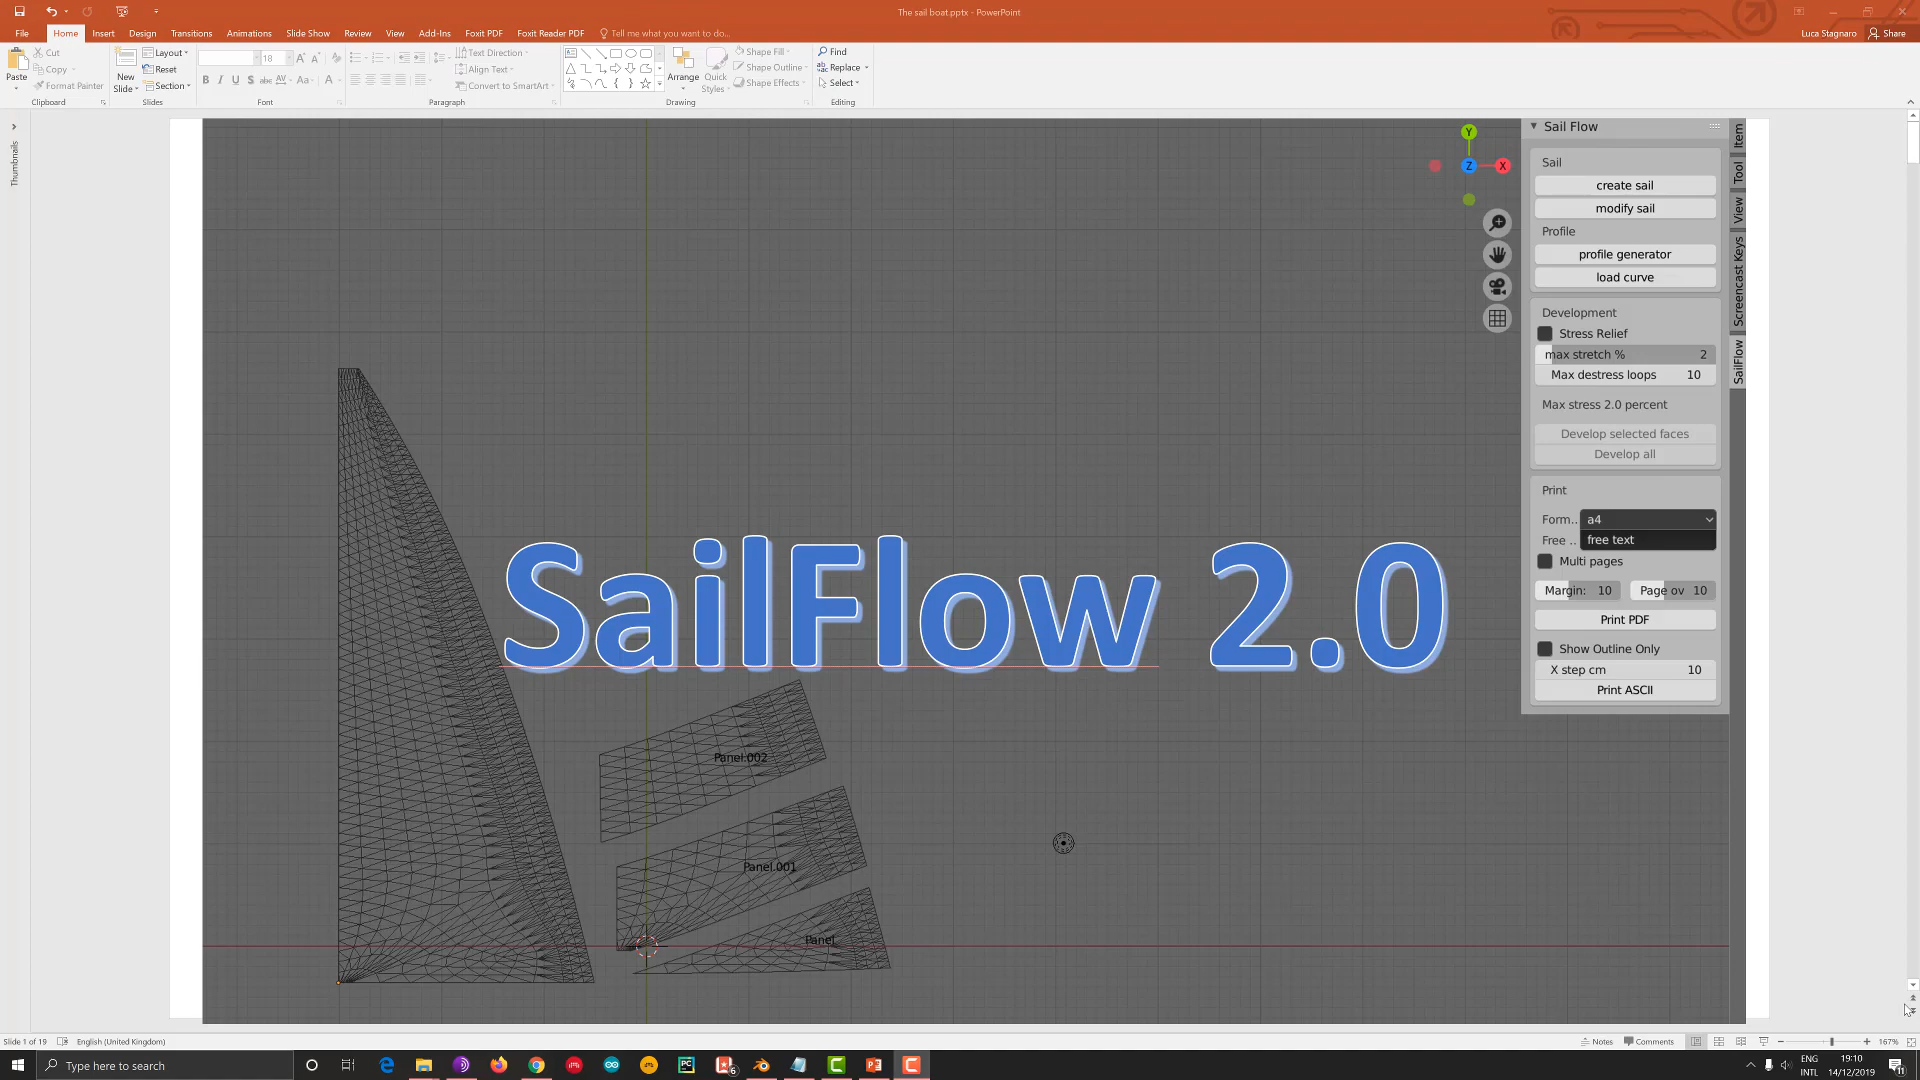 The sail boat.pptx - PowerPoint
File Home Insert Design Transitions Animations Slide Show Review View Add-Ins Foxit PDF Foxit Reader PDF Tell me what you want to do... Luca Stagnaro Share
Paste
Cut
Copy
Format Painter
Clipboard
New Slide
Layout
Reset
Section
Slides
18
B I U S abc AV Aa A
Font
Text Direction
Align Text
Convert to SmartArt
Paragraph
Arrange
Quick Styles
Shape Fill
Shape Outline
Shape Effects
Drawing
Find
Replace
Select
Editing
Thumbnails
Y
Z X
Sail Flow
Sail
create sail
modify sail
Profile
profile generator
load curve
Development
Stress Relief
max stretch % 2
Max destress loops 10
Max stress 2.0 percent
Develop selected faces
Develop all
Print
Form.. a4
Free .. free text
Multi pages
Margin: 10 Page ov 10
Print PDF
Show Outline Only
X step cm 10
Print ASCII
Item
Tool
View
Screencast Keys
SailFlow
SailFlow 2.0
Panel.002
Panel.001
Panel
Slide 1 of 19 English (United Kingdom) Notes Comments 167%
Type here to search
PC
6
ENG
INTL
19:10
14/12/2019
11